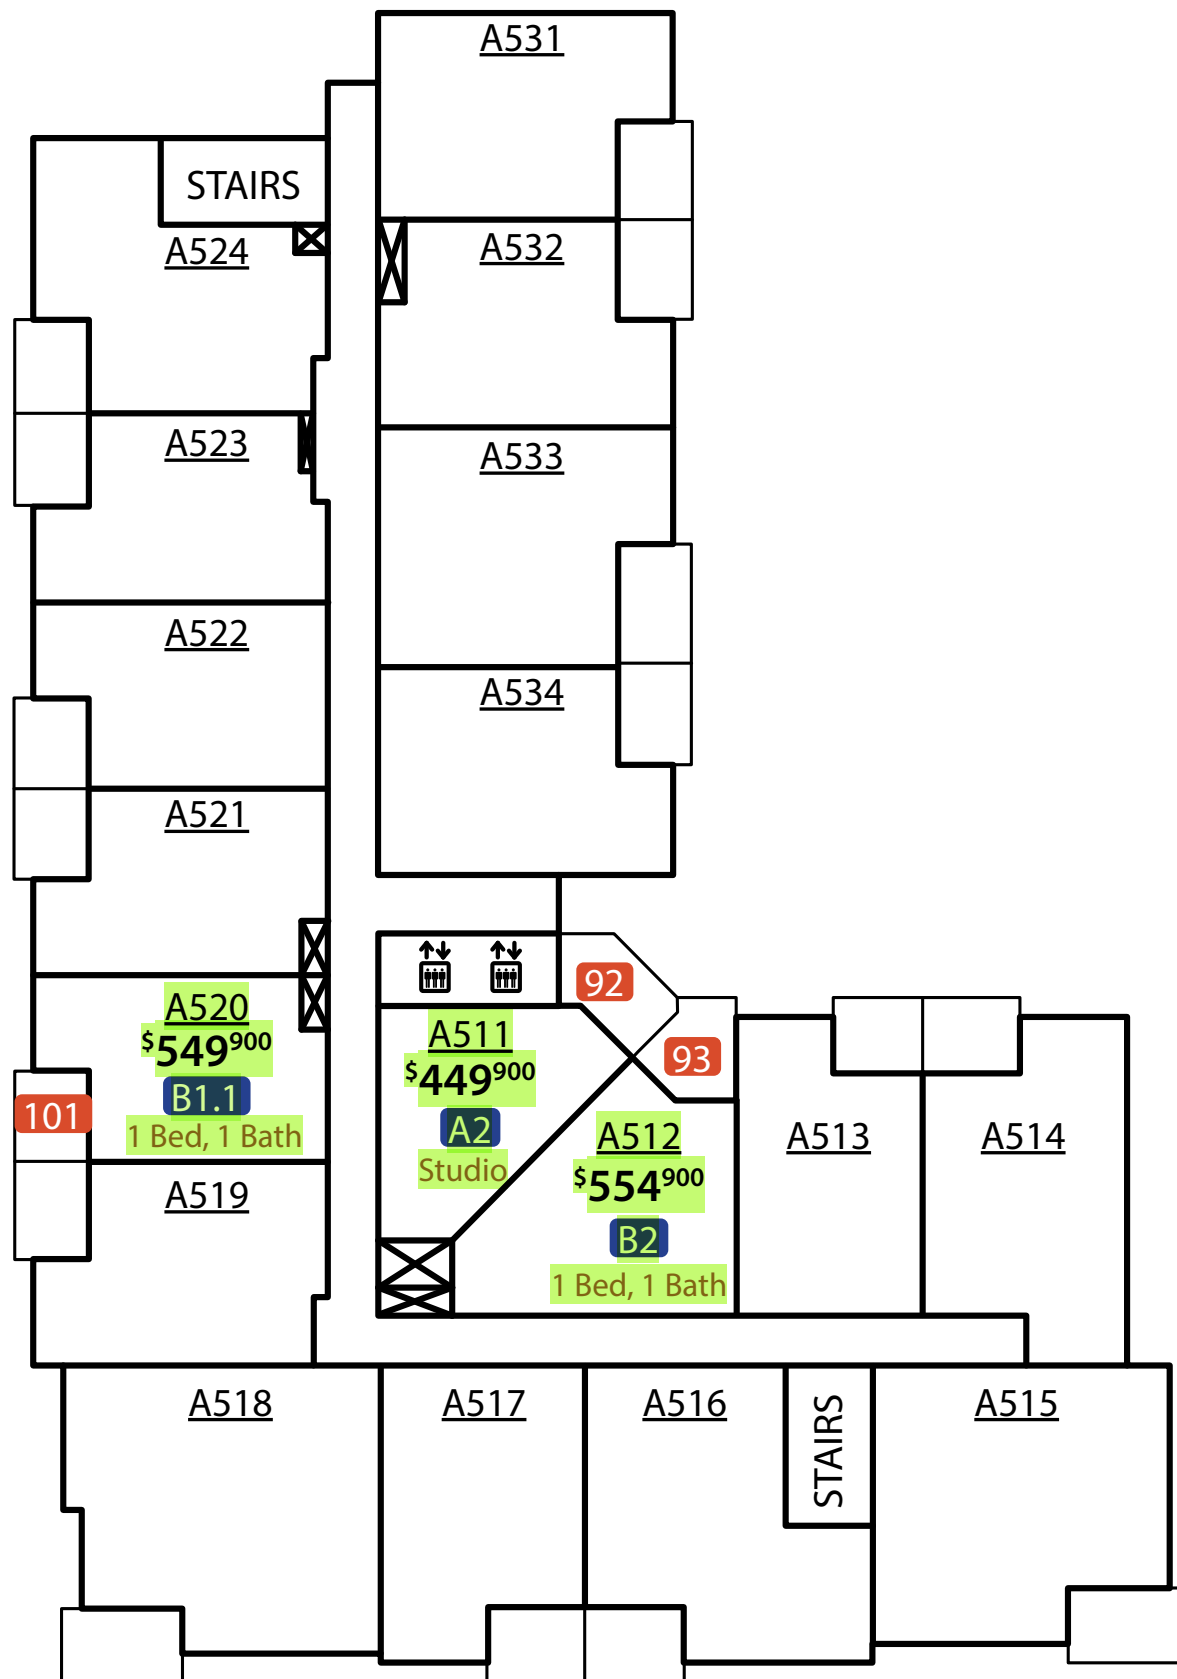 A531
STAIRS
A524
A532
A523
A533
A522
A534
A521
92
A520
$549900
B1.1
1 Bed, 1 Bath
101
A511
$449900
A2
Studio
93
A512
$554900
B2
1 Bed, 1 Bath
A513
A514
A519
A518
A517
A516
STAIRS
A515